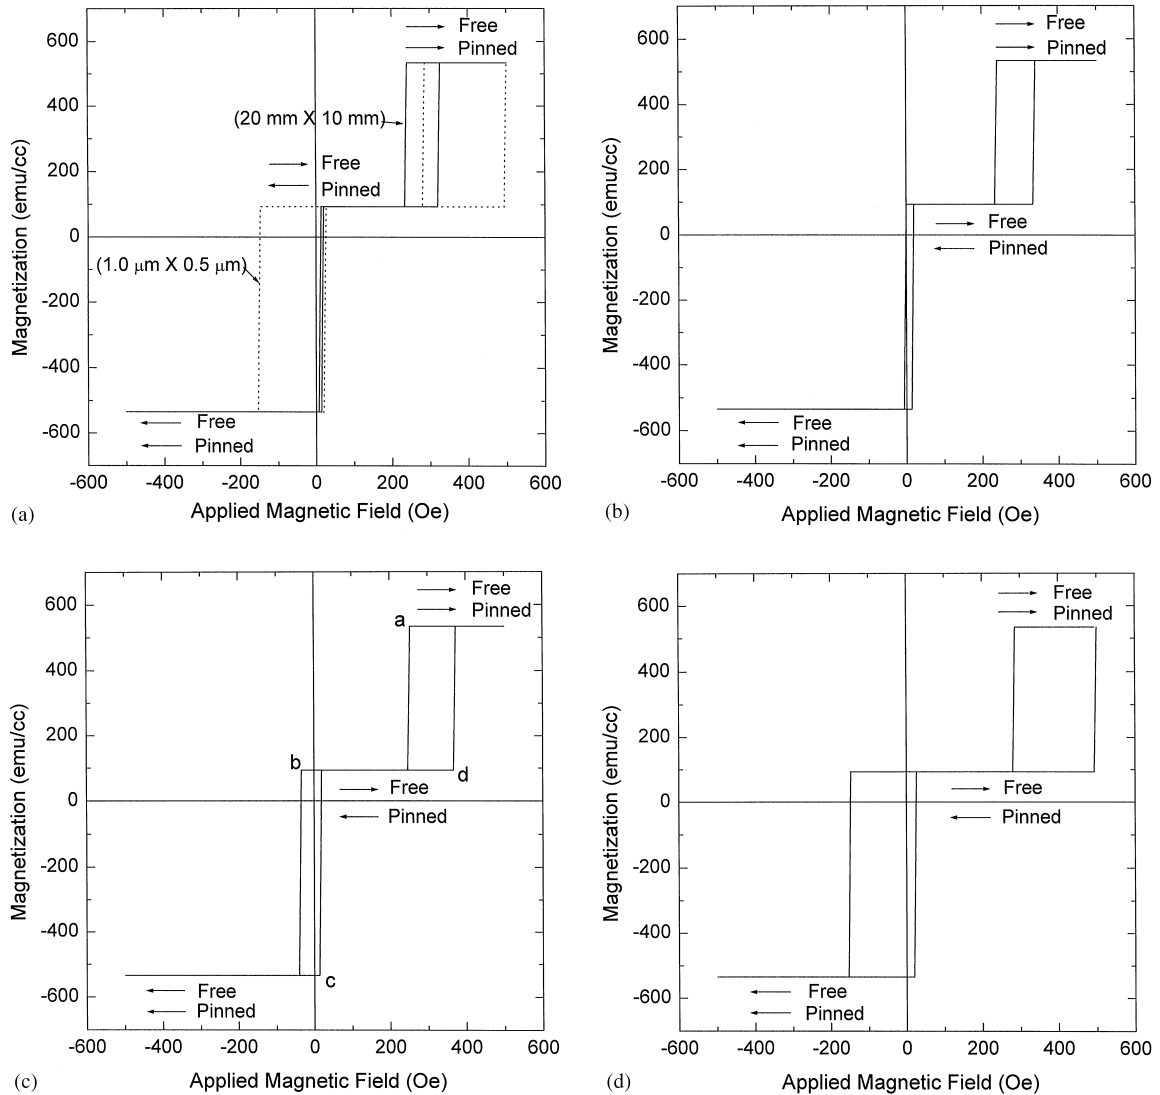 Free
Pinned
(20 mm X 10 mm)
Free
Pinned
(1.0 μm X 0.5 μm)
Free
Pinned
600
400
200
0
-200
-400
-600
-600 -400 -200 0 200 400 600
Magnetization (emu/cc)
Applied Magnetic Field (Oe)
(a)
Free
Pinned
Free
Pinned
Free
Pinned
600
400
200
0
-200
-400
-600
-600 -400 -200 0 200 400 600
Magnetization (emu/cc)
Applied Magnetic Field (Oe)
(b)
Free
Pinned
a
b
d
Free
Pinned
c
Free
Pinned
600
400
200
0
-200
-400
-600
-600 -400 -200 0 200 400 600
Magnetization (emu/cc)
Applied Magnetic Field (Oe)
(c)
Free
Pinned
Free
Pinned
Free
Pinned
600
400
200
0
-200
-400
-600
-600 -400 -200 0 200 400 600
Magnetization (emu/cc)
Applied Magnetic Field (Oe)
(d)